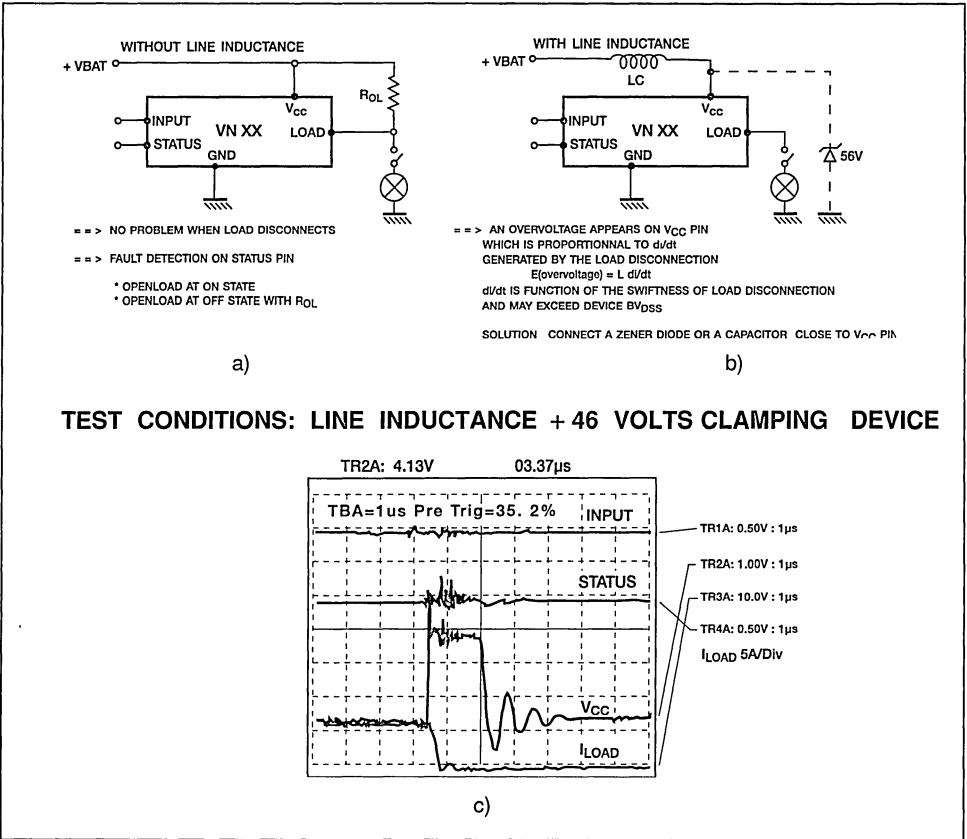 WITHOUT LINE INDUCTANCE
+ VBAT
ROL
VCC
INPUT
VN XX
LOAD
STATUS
GND
= = > NO PROBLEM WHEN LOAD DISCONNECTS
= = > FAULT DETECTION ON STATUS PIN
* OPENLOAD AT ON STATE
* OPENLOAD AT OFF STATE WITH ROL
a)
WITH LINE INDUCTANCE
+ VBAT
LC
VCC
INPUT
VN XX
LOAD
STATUS
GND
56V
= = > AN OVERVOLTAGE APPEARS ON VCC PIN
WHICH IS PROPORTIONNAL TO di/dt
GENERATED BY THE LOAD DISCONNECTION
E(overvoltage) = L di/dt
dI/dt IS FUNCTION OF THE SWIFTNESS OF LOAD DISCONNECTION
AND MAY EXCEED DEVICE BVDSS
SOLUTION CONNECT A ZENER DIODE OR A CAPACITOR CLOSE TO VCC PIN
b)
TEST CONDITIONS: LINE INDUCTANCE + 46 VOLTS CLAMPING DEVICE
TR2A: 4.13V 03.37µs
TBA=1us Pre Trig=35. 2% INPUT
TR1A: 0.50V : 1µs
TR2A: 1.00V : 1µs
STATUS
TR3A: 10.0V : 1µs
TR4A: 0.50V : 1µs
ILOAD 5A/Div
VCC
ILOAD
c)